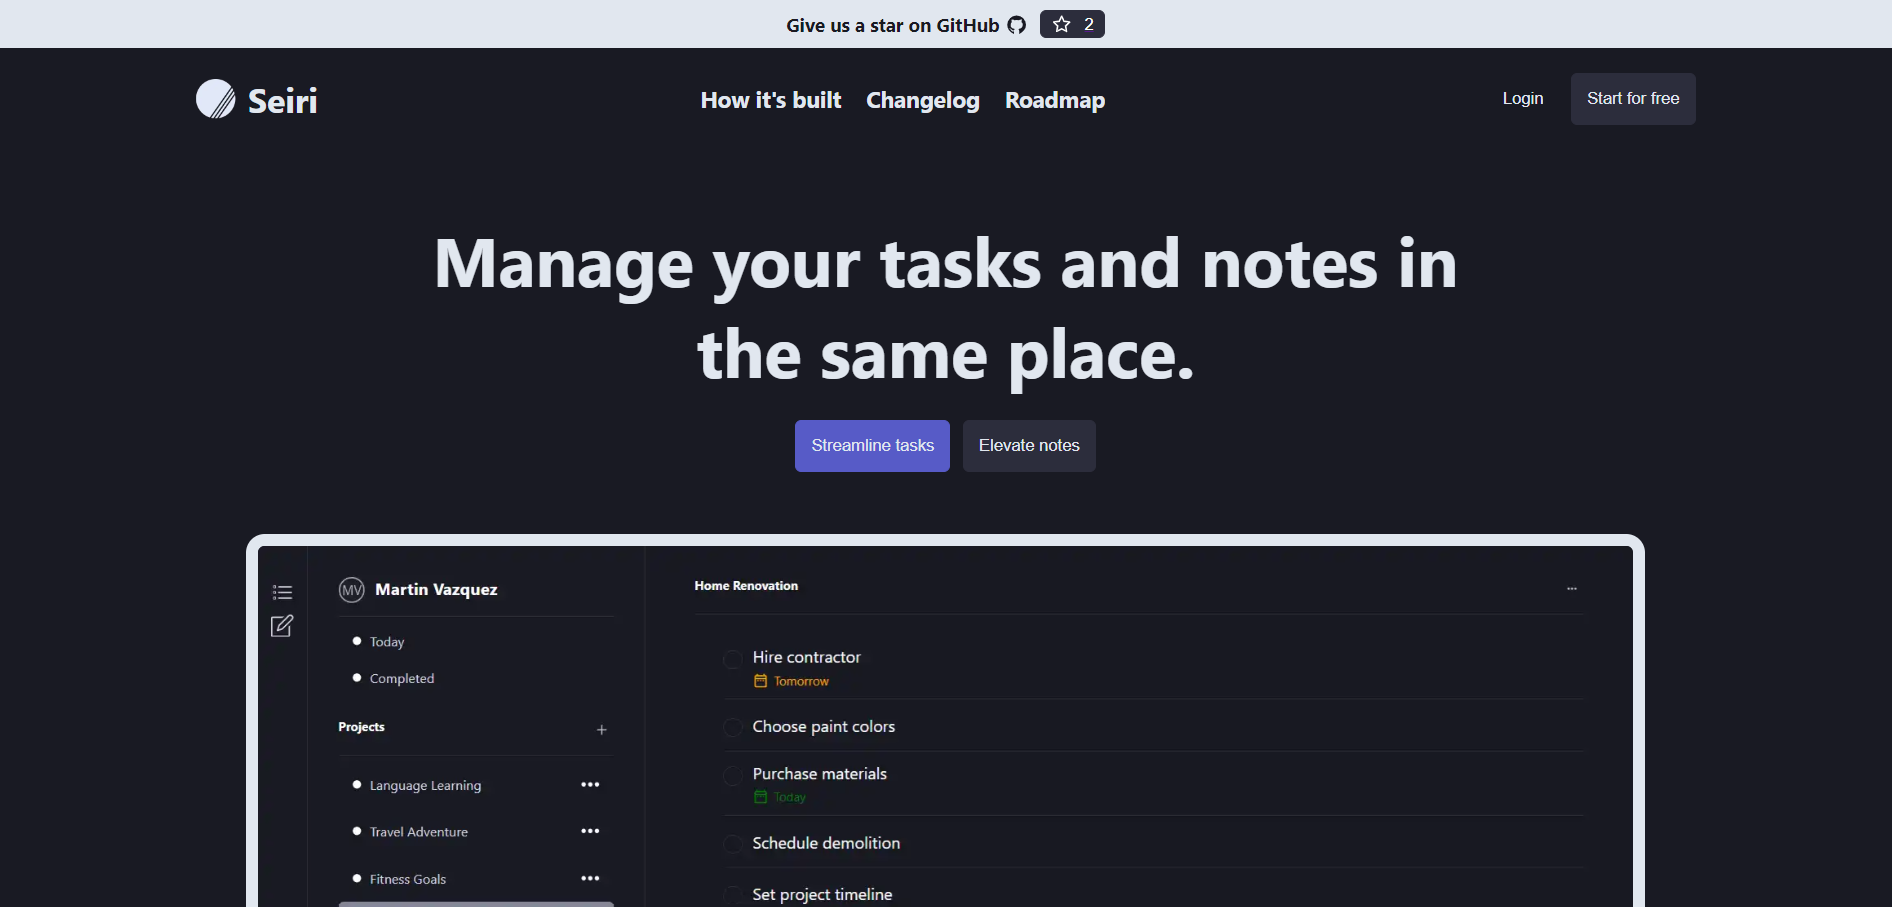 Give us a star on GitHub 2
Seiri
How it's built Changelog Roadmap
Login Start for free
Manage your tasks and notes in
the same place.
Streamline tasks Elevate notes
MV Martin Vazquez
Today
Completed
Projects +
Language Learning
Travel Adventure
Fitness Goals
Home Renovation
Hire contractor
Tomorrow
Choose paint colors
Purchase materials
Today
Schedule demolition
Set project timeline